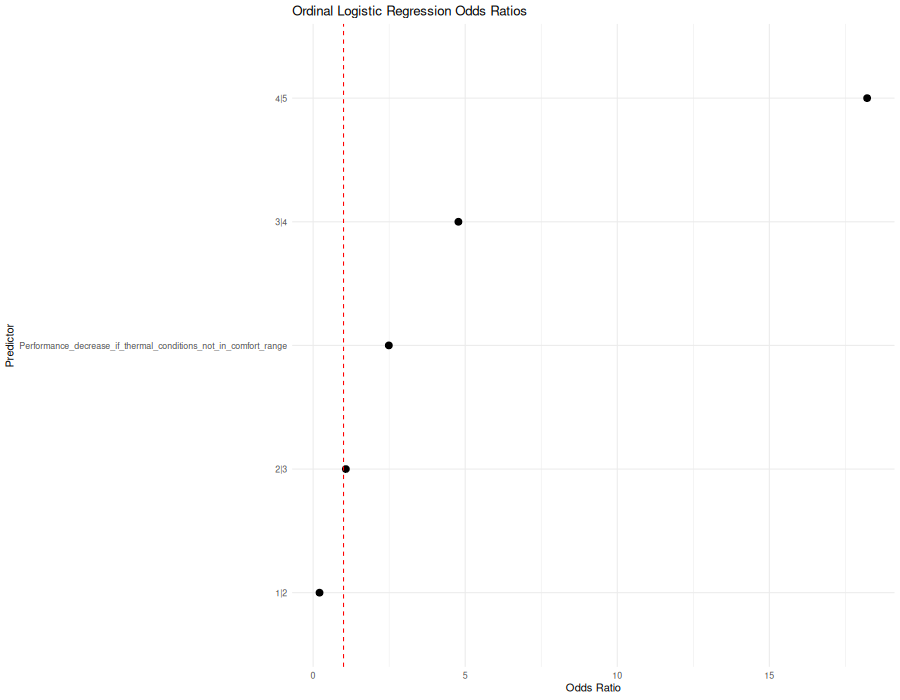 Ordinal Logistic Regression Odds Ratios
4|5
3|4
Performance_decrease_if_thermal_conditions_not_in_comfort_range
2|3
1|2
Predictor
0 5 10 15
Odds Ratio